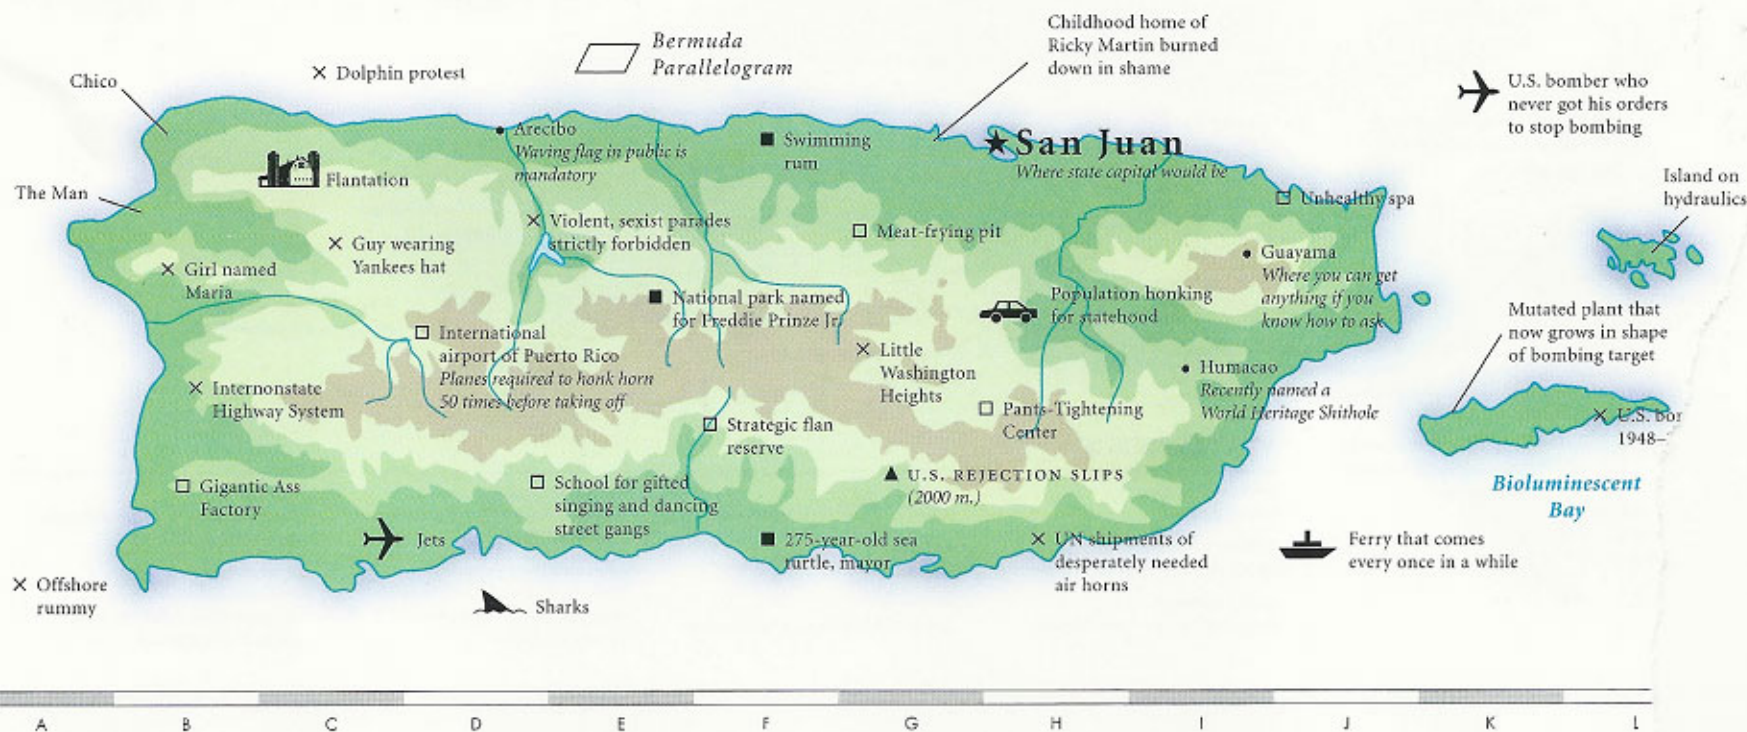 Childhood home of
Ricky Martin burned
down in shame
Bermuda
Parallelogram
Dolphin protest
Chico
U.S. bomber who
never got his orders
to stop bombing
Arecibo
Waving flag in public is
mandatory
Swimming
rum
San Juan
Where state capital would be
Flantation
The Man
Island on
hydraulics
Unhealthy spa
Violent, sexist parades
strictly forbidden
Meat-frying pit
Guy wearing
Yankees hat
Girl named
Maria
Guayama
Where you can get
anything if you
know how to ask
National park named
for Freddie Prinze Jr.
Population honking
for statehood
Mutated plant that
now grows in shape
of bombing target
International
airport of Puerto Rico
Planes required to honk horn
50 times before taking off
Little
Washington
Heights
Humacao
Recently named a
World Heritage Shithole
Internonstate
Highway System
Pants-Tightening
Center
Strategic flan
reserve
U.S.
1948–
U.S. REJECTION SLIPS
(2000 m.)
Gigantic Ass
Factory
School for gifted
singing and dancing
street gangs
Bioluminescent
Bay
Jets
275-year-old sea
turtle, mayor
UN shipments of
desperately needed
air horns
Ferry that comes
every once in a while
Offshore
rummy
Sharks
A B C D E F G H I J K L